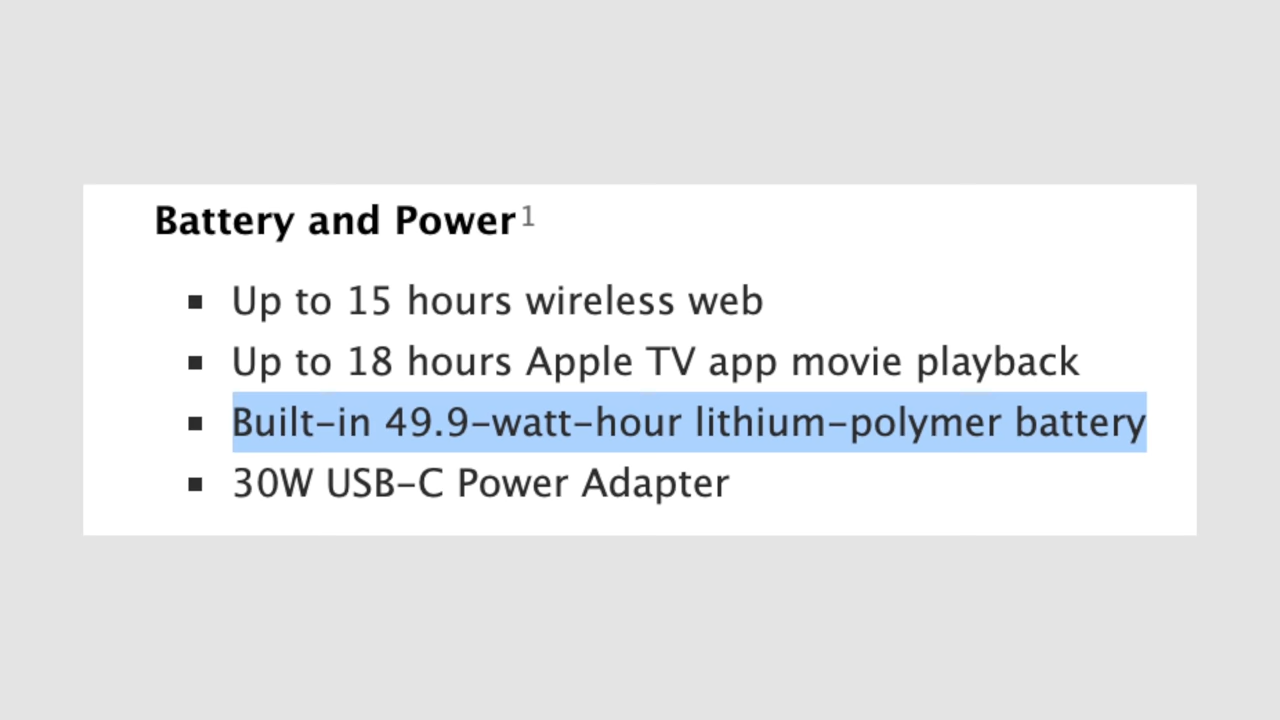 Battery and Power1
Up to 15 hours wireless web
Up to 18 hours Apple TV app movie playback
Built-in 49.9-watt-hour lithium-polymer battery
30W USB-C Power Adapter